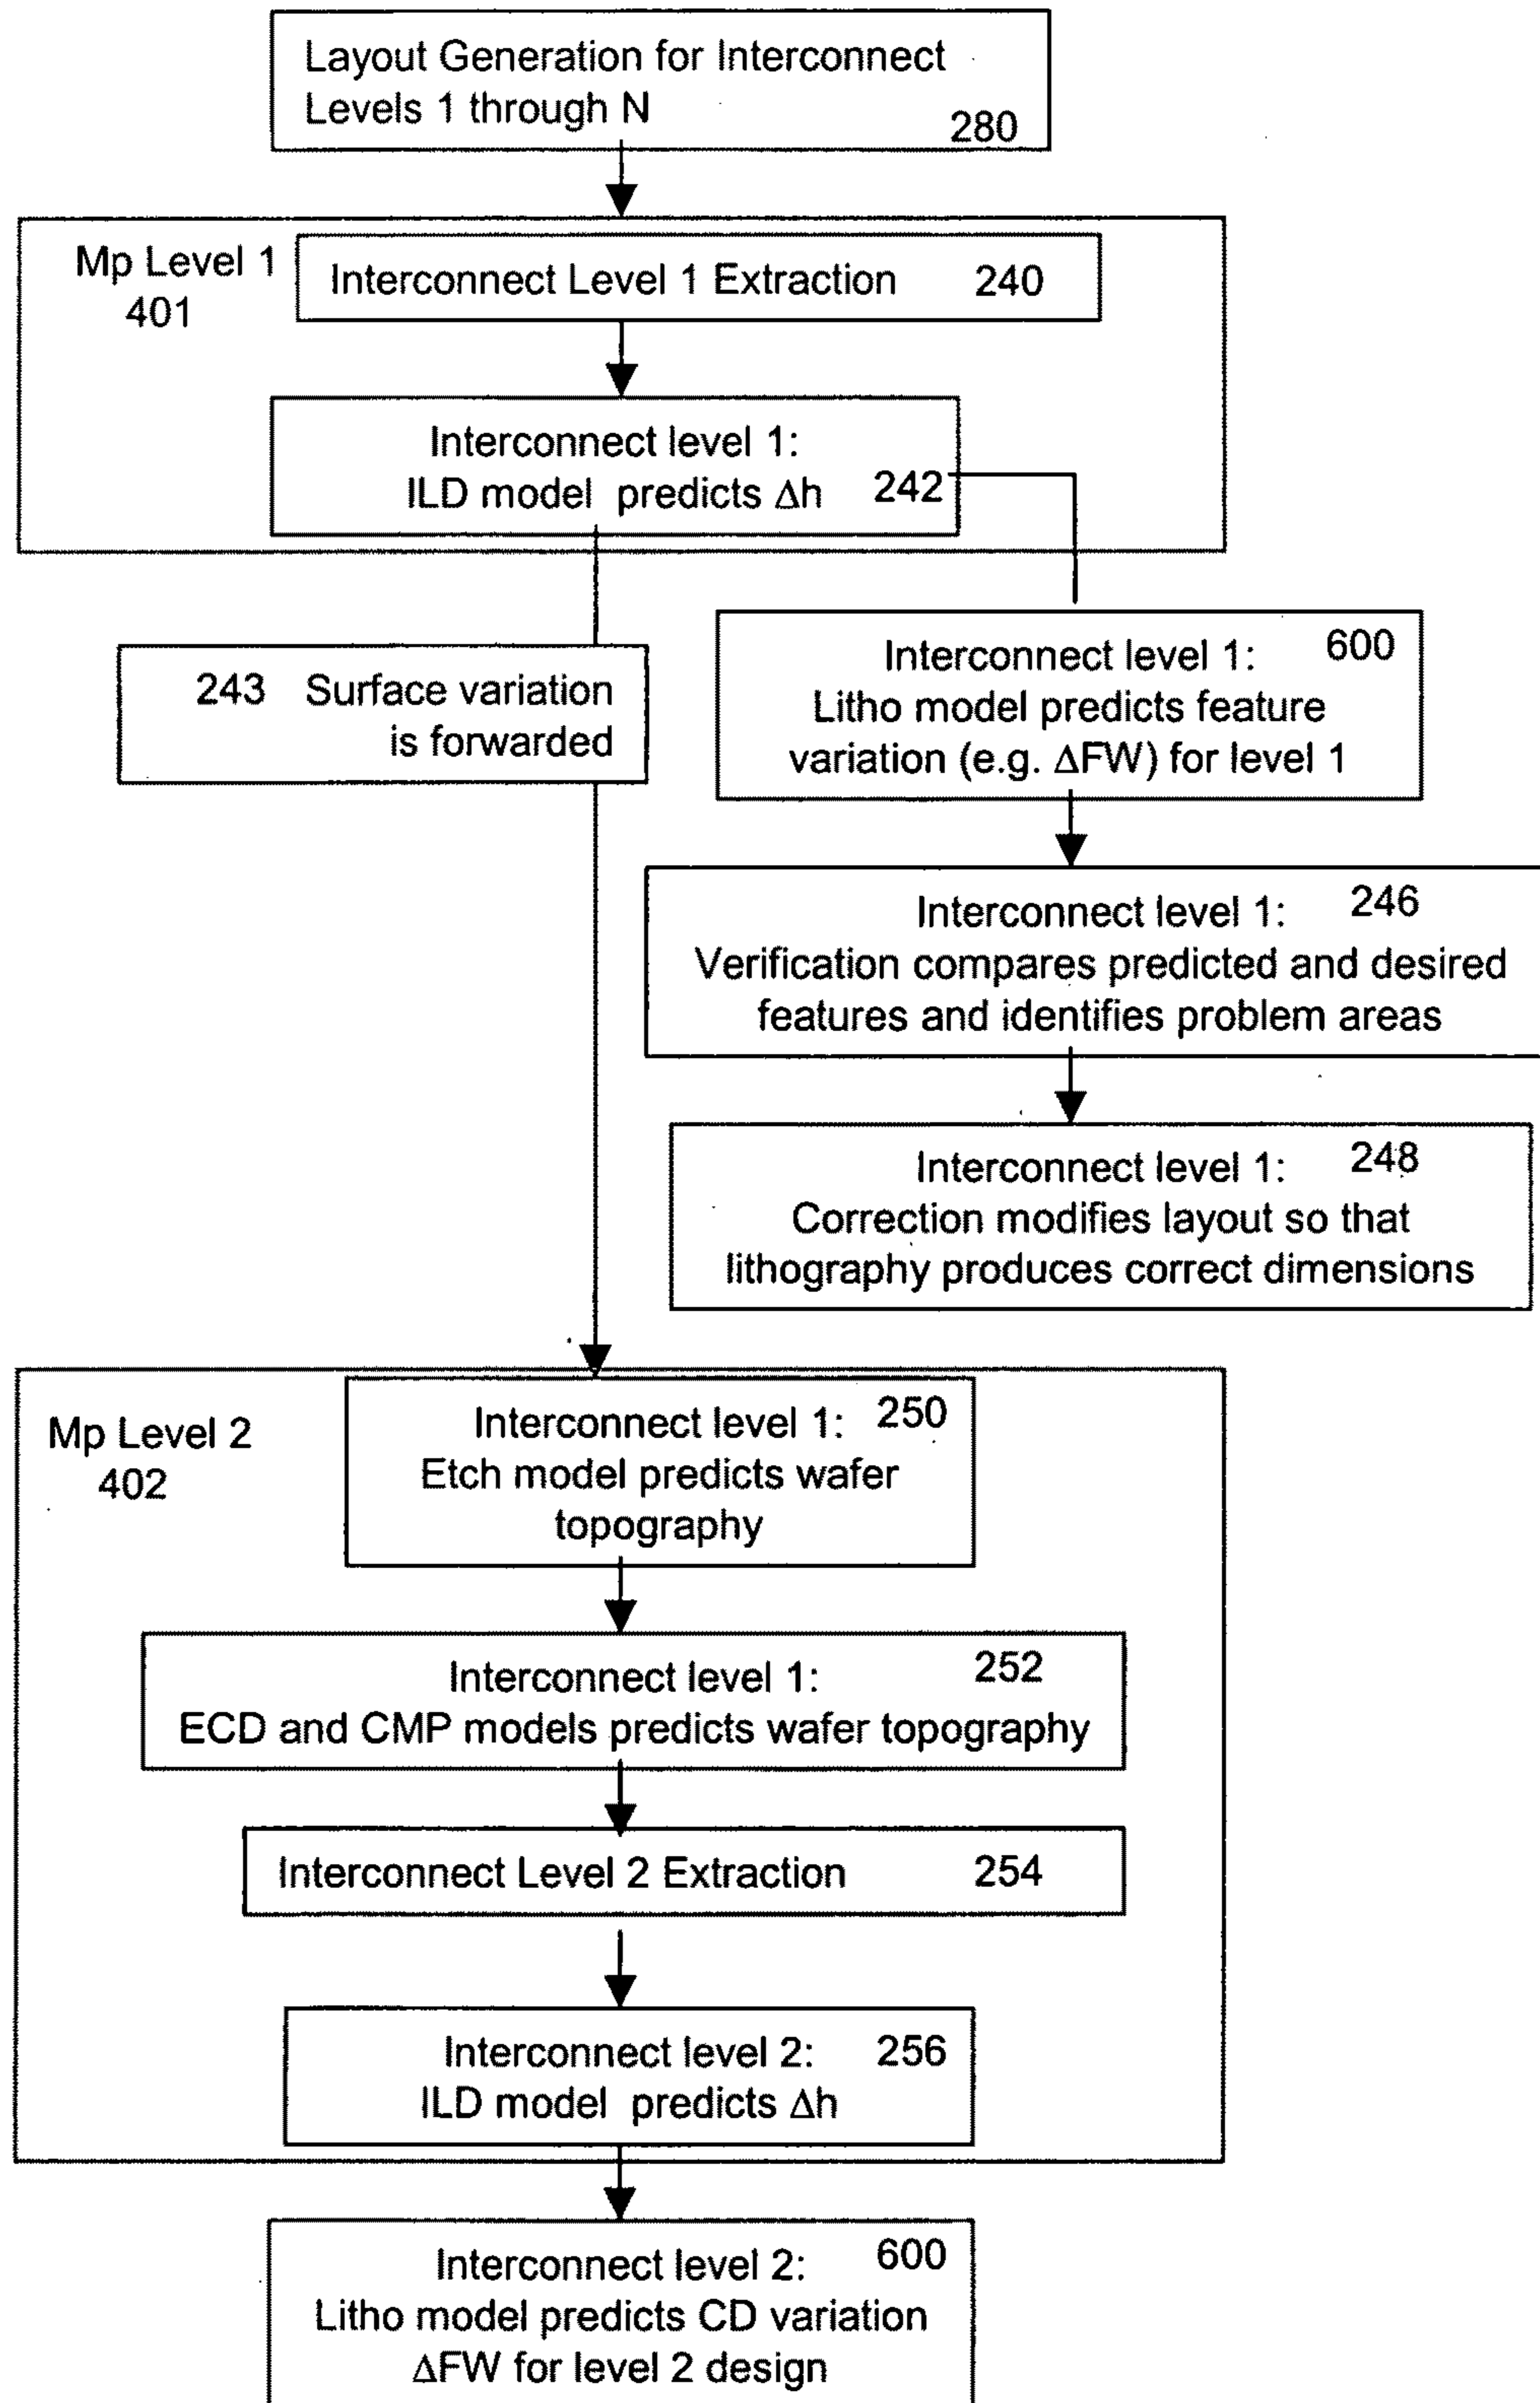 Layout Generation for Interconnect
Levels 1 through N
280
Mp Level 1
401
Interconnect Level 1 Extraction 240
Interconnect level 1:
ILD model predicts Δh 242
243 Surface variation
is forwarded
Interconnect level 1: 600
Litho model predicts feature
variation (e.g. ΔFW) for level 1
Interconnect level 1: 246
Verification compares predicted and desired
features and identifies problem areas
Interconnect level 1: 248
Correction modifies layout so that
lithography produces correct dimensions
Mp Level 2
402
Interconnect level 1: 250
Etch model predicts wafer
topography
Interconnect level 1: 252
ECD and CMP models predicts wafer topography
Interconnect Level 2 Extraction 254
Interconnect level 2: 256
ILD model predicts Δh
Interconnect level 2: 600
Litho model predicts CD variation
ΔFW for level 2 design